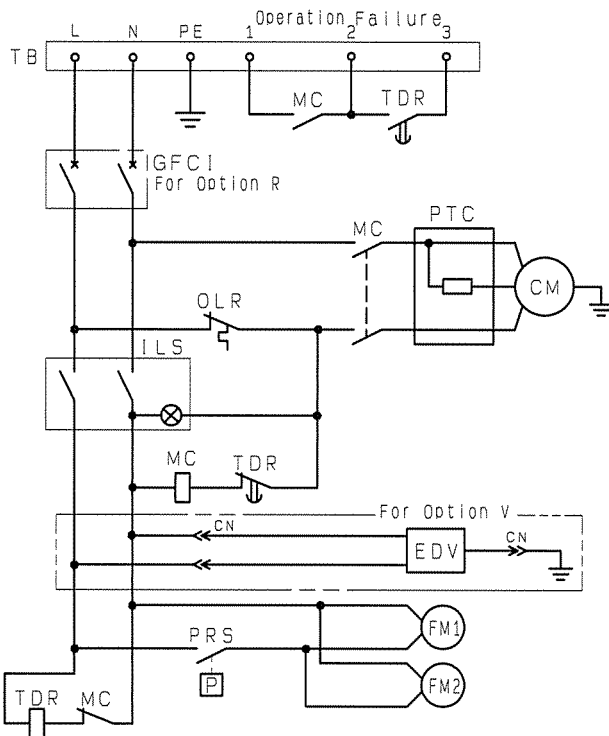 Operation Failure
L N PE 1 2 3
TB
MC TDR
GFCI
For Option R
MC PTC
OLR
CM
ILS
MC TDR
For Option V
CN CN
EDV
PRS
FM1
P
FM2
TDR MC